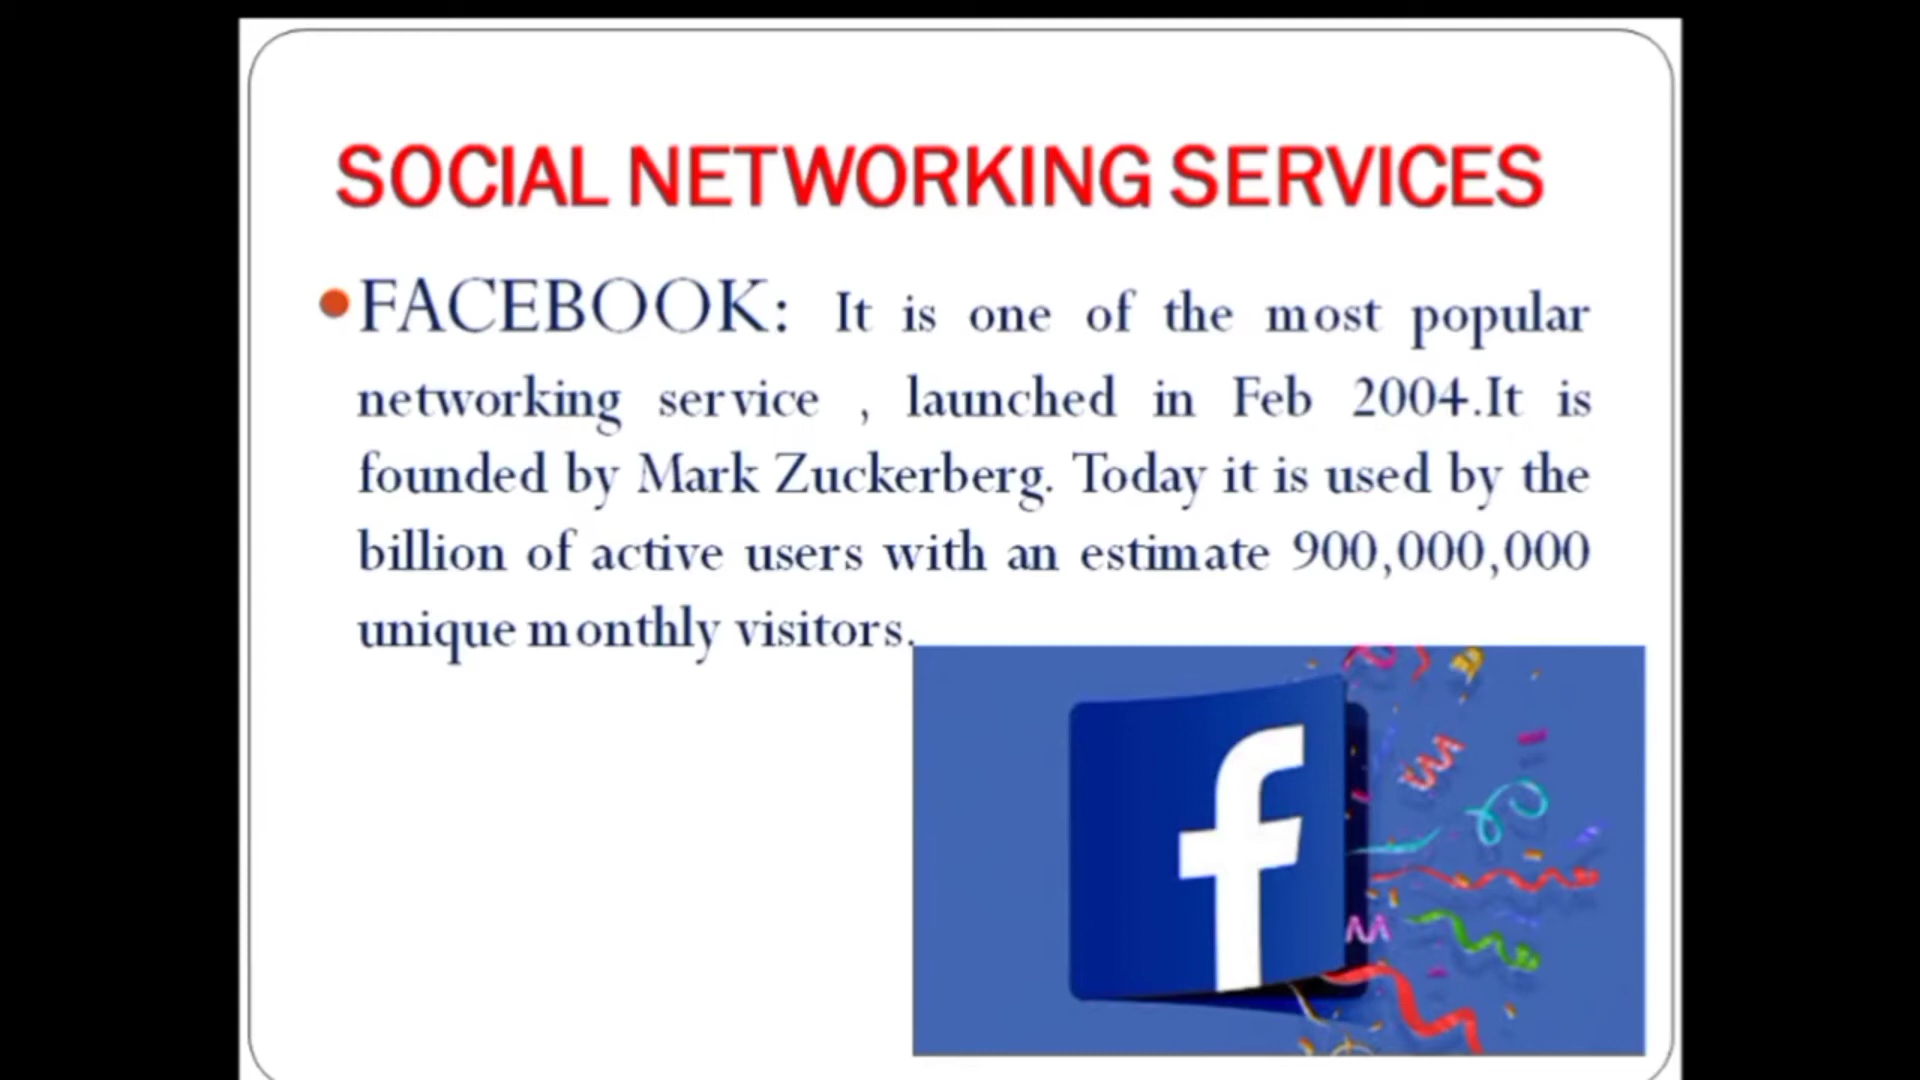 SOCIAL NETWORKING SERVICES
FACEBOOK: It is one of the most popular
networking service , launched in Feb 2004.It is
founded by Mark Zuckerberg. Today it is used by the
billion of active users with an estimate 900,000,000
unique monthly visitors.
f